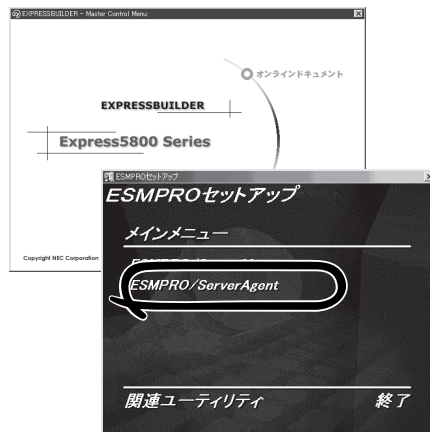 EXPRESSBUILDER - Master Control Menu
オンラインドキュメント
EXPRESSBUILDER
Express5800 Series
Copyright NEC Corporation
ESMPROセットアップ
ESMPROセットアップ
メインメニュー
ESMPRO/ServerAgent
関連ユーティリティ
終了